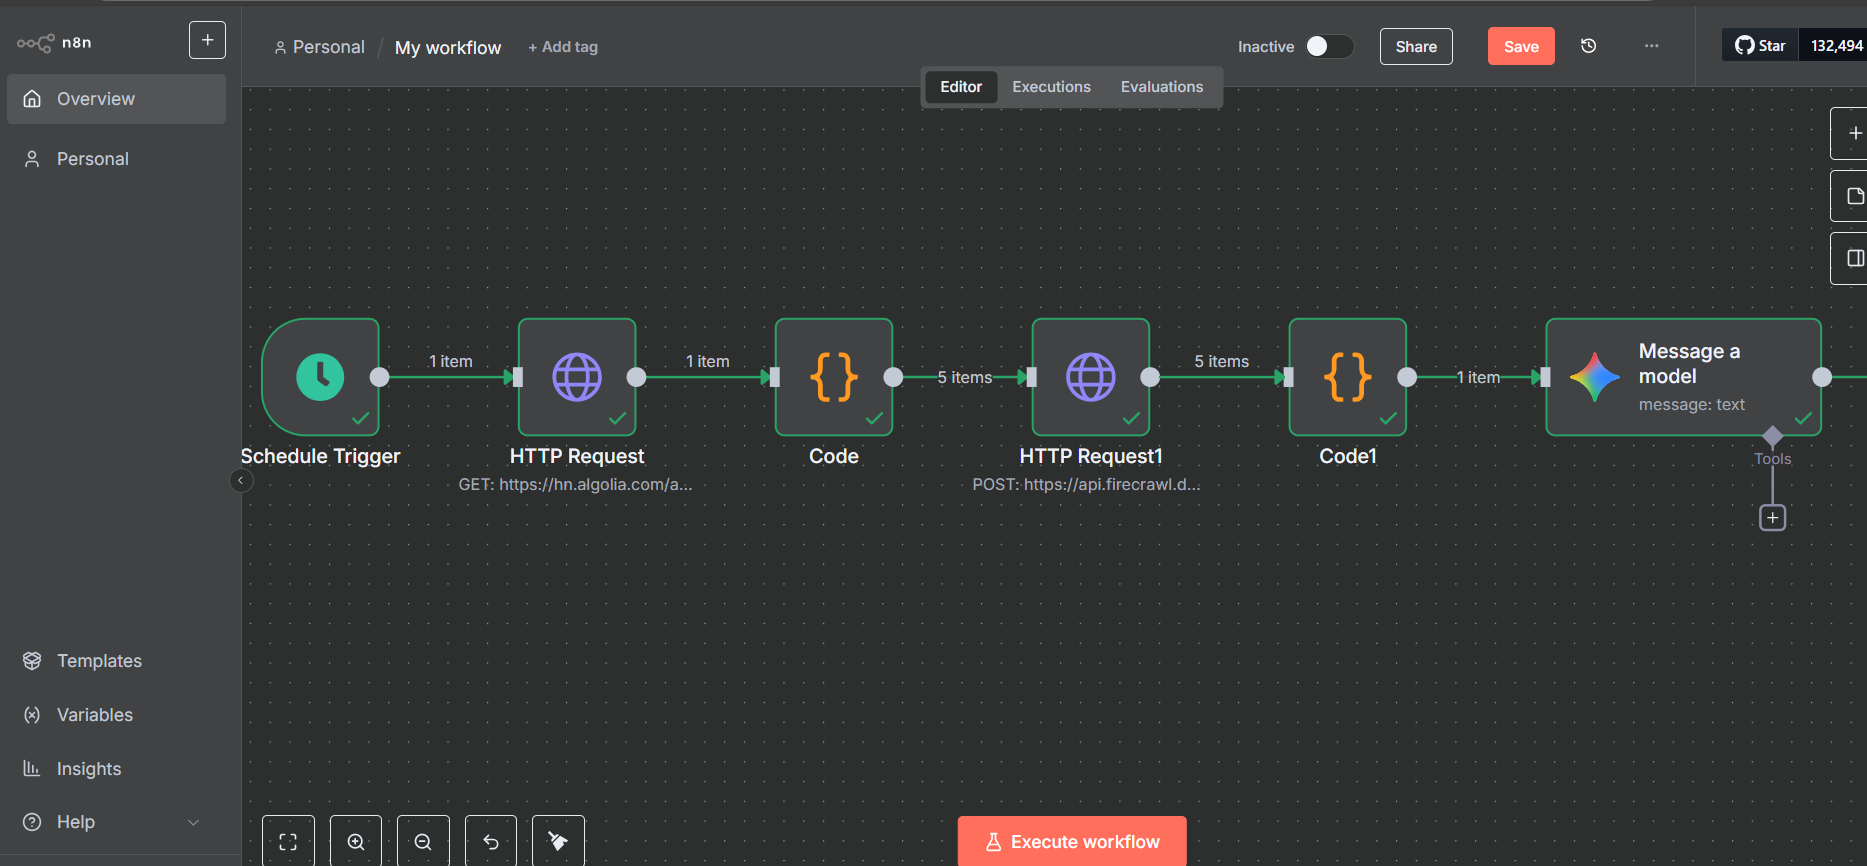 n8n
+
Personal / My workflow + Add tag
Inactive
Share
Save
Star
132,494
Editor
Executions
Evaluations
Overview
Personal
1 item
1 item
5 items
5 items
1 item
Message a
model
message: text
Schedule Trigger
HTTP Request
GET: https://hn.algolia.com/a...
Code
HTTP Request1
POST: https://api.firecrawl.d...
Code1
Tools
Templates
Variables
Insights
Help
Execute workflow